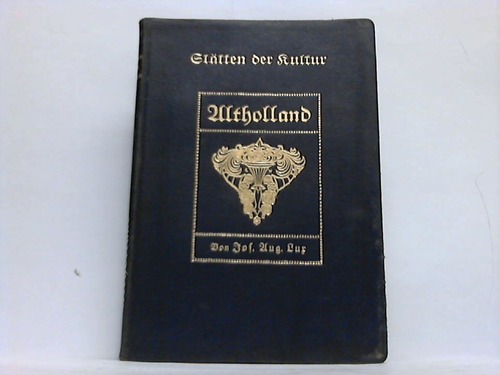 Stätten der Kultur
Altholland
Von Jos. Aug. Lux